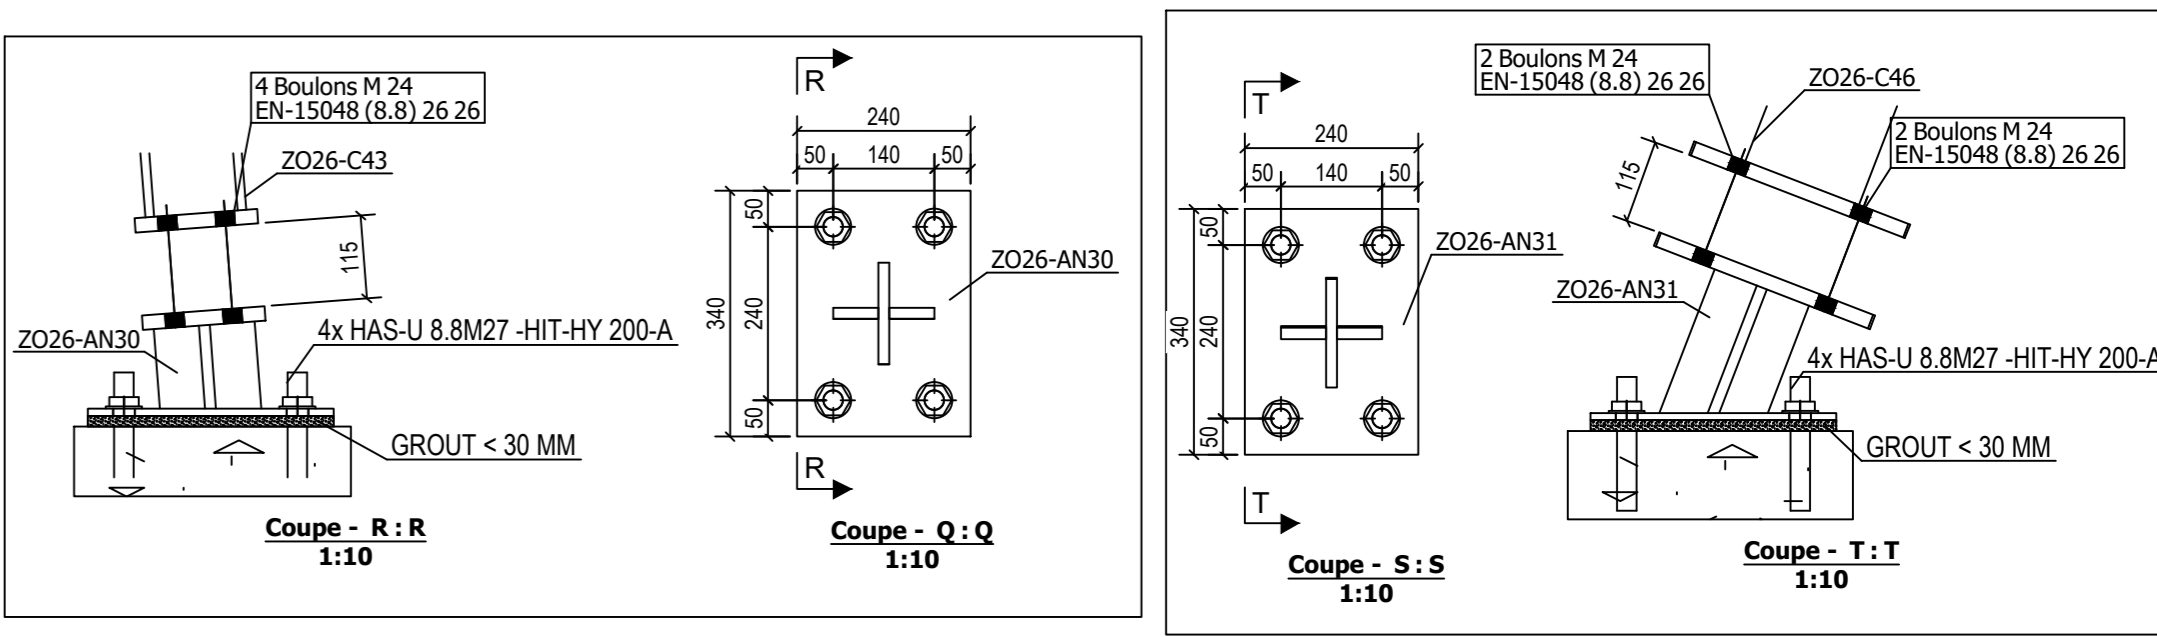 4 Boulons M 24
EN-15048 (8.8) 26 26
ZO26-C43
115
ZO26-AN30
4x HAS-U 8.8M27 -HIT-HY 200-A
GROUT < 30 MM
Coupe - R : R
1:10
R
240
50 140 50
50
340
240
50
ZO26-AN30
R
Coupe - Q : Q
1:10
T
240
50 140 50
50
340
240
50
ZO26-AN31
T
Coupe - S : S
1:10
2 Boulons M 24
EN-15048 (8.8) 26 26
ZO26-C46
2 Boulons M 24
EN-15048 (8.8) 26 26
115
ZO26-AN31
4x HAS-U 8.8M27 -HIT-HY 200-A
GROUT < 30 MM
Coupe - T : T
1:10